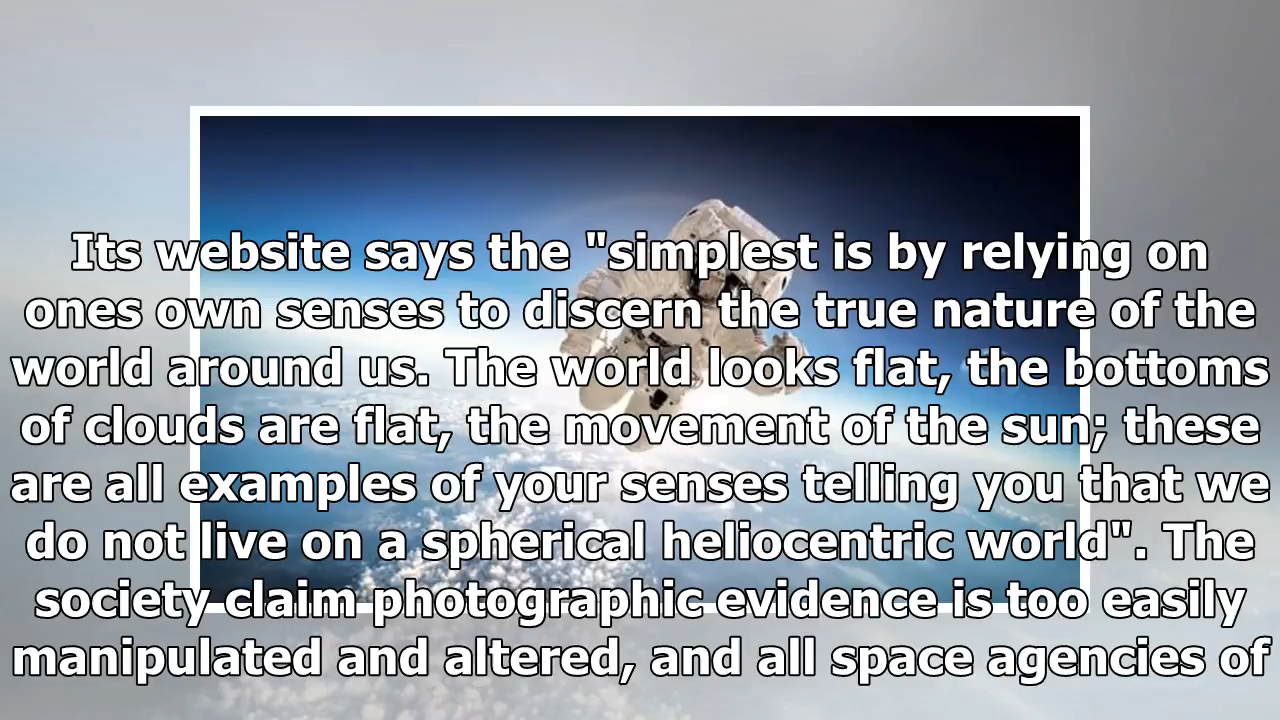 Its website says the "simplest is by relying on
ones own senses to discern the true nature of the
world around us. The world looks flat, the bottoms
of clouds are flat, the movement of the sun; these
are all examples of your senses telling you that we
do not live on a spherical heliocentric world". The
society claim photographic evidence is too easily
manipulated and altered, and all space agencies of